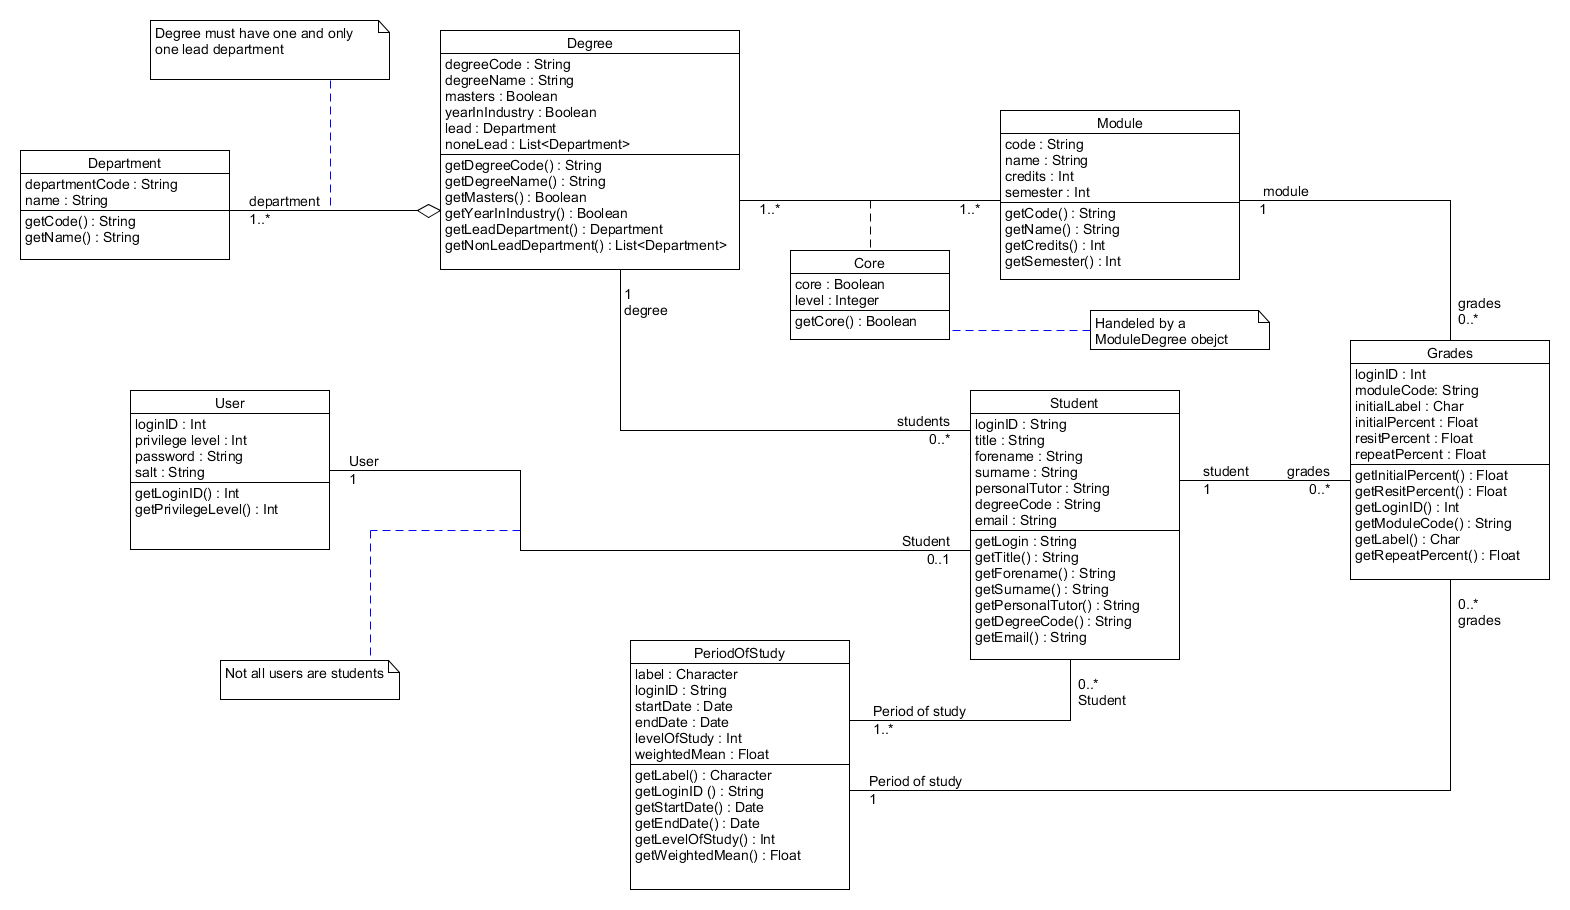 Degree must have one and only
one lead department
Department
departmentCode : String
name : String
getCode() : String
getName() : String
department
1..*
Degree
degreeCode : String
degreeName : String
masters : Boolean
yearInIndustry : Boolean
lead : Department
noneLead : List<Department>
getDegreeCode() : String
getDegreeName() : String
getMasters() : Boolean
getYearInIndustry() : Boolean
getLeadDepartment() : Department
getNonLeadDepartment() : List<Department>
1..*
1..*
Module
code : String
name : String
credits : Int
semester : Int
getCode() : String
getName() : String
getCredits() : Int
getSemester() : Int
module
1
Core
core : Boolean
level : Integer
getCore() : Boolean
Handeled by a
ModuleDegree obejct
1
degree
grades
0..*
Grades
loginID : Int
moduleCode: String
initialLabel : Char
initialPercent : Float
resitPercent : Float
repeatPercent : Float
getInitialPercent() : Float
getResitPercent() : Float
getLoginID() : Int
getModuleCode() : String
getLabel() : Char
getRepeatPercent() : Float
User
loginID : Int
privilege level : Int
password : String
salt : String
getLoginID() : Int
getPrivilegeLevel() : Int
User
1
students
0..*
Student
0..1
Student
loginID : String
title : String
forename : String
surname : String
personalTutor : String
degreeCode : String
email : String
getLogin : String
getTitle() : String
getForename() : String
getSurname() : String
getPersonalTutor() : String
getDegreeCode() : String
getEmail() : String
student
1
grades
0..*
0..*
grades
Not all users are students
PeriodOfStudy
label : Character
loginID : String
startDate : Date
endDate : Date
levelOfStudy : Int
weightedMean : Float
getLabel() : Character
getLoginID () : String
getStartDate() : Date
getEndDate() : Date
getLevelOfStudy() : Int
getWeightedMean() : Float
0..*
Student
Period of study
1..*
Period of study
1